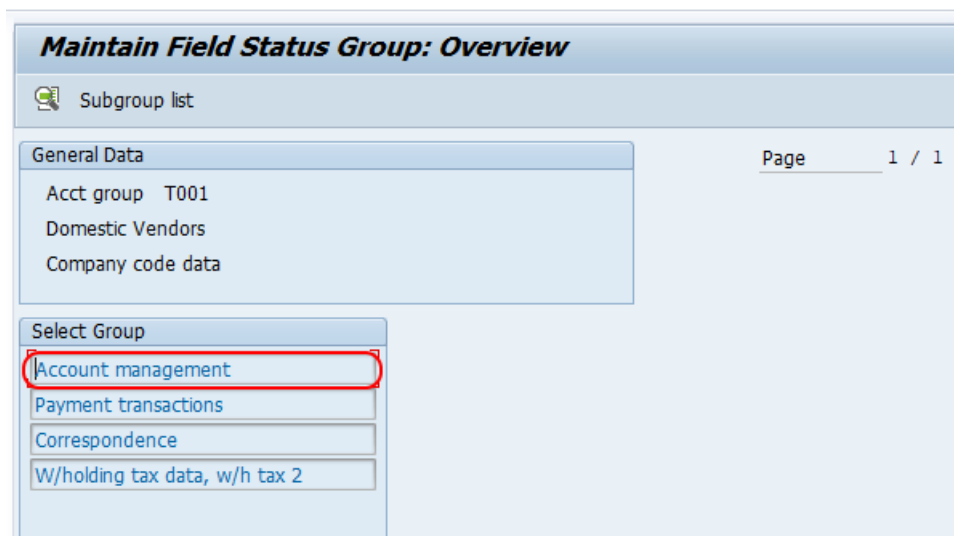 Maintain Field Status Group: Overview
Subgroup list
General Data
Page 1 / 1
Acct group T001
Domestic Vendors
Company code data
Select Group
Account management
Payment transactions
Correspondence
W/holding tax data, w/h tax 2